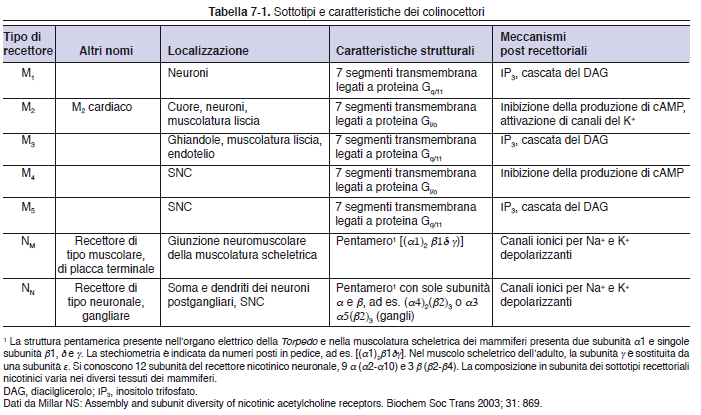 Tabella 7-1. Sottotipi e caratteristiche dei colinocettori
Tipo di recettore | Altri nomi | Localizzazione | Caratteristiche strutturali | Meccanismi post recettoriali
M₁ | | Neuroni | 7 segmenti transmembrana legati a proteina Gq/11 | IP₃, cascata del DAG
M₂ | M₂ cardiaco | Cuore, neuroni, muscolatura liscia | 7 segmenti transmembrana legati a proteina Gi/o | Inibizione della produzione di cAMP, attivazione di canali del K⁺
M₃ | | Ghiandole, muscolatura liscia, endotelio | 7 segmenti transmembrana legati a proteina Gq/11 | IP₃, cascata del DAG
M₄ | | SNC | 7 segmenti transmembrana legati a proteina Gi/o | Inibizione della produzione di cAMP
M₅ | | SNC | 7 segmenti transmembrana legati a proteina Gq/11 | IP₃, cascata del DAG
N_M | Recettore di tipo muscolare, di placca terminale | Giunzione neuromuscolare della muscolatura scheletrica | Pentamero¹ [(α1)₂ β1δ γ)] | Canali ionici per Na⁺ e K⁺ depolarizzanti
N_N | Recettore di tipo neuronale, gangliare | Soma e dendriti dei neuroni postgangliari, SNC | Pentamero¹ con sole subunità α e β, ad es. (α4)₂(β2)₃ o α3 α5(β2)₃ (gangli) | Canali ionici per Na⁺ e K⁺ depolarizzanti
¹ La struttura pentamerica presente nell'organo elettrico della Torpedo e nella muscolatura scheletrica dei mammiferi presenta due subunità α1 e singole
subunità β1, δ e γ. La stechiometria è indicata da numeri posti in pedice, ad es. [(α1)₂β1δγ]. Nel muscolo scheletrico dell'adulto, la subunità γ è sostituita da
una subunità ε. Si conoscono 12 subunità del recettore nicotinico neuronale, 9 α (α2-α10) e 3 β (β2-β4). La composizione in subunità dei sottotipi recettoriali
nicotinici varia nei diversi tessuti dei mammiferi.
DAG, diacilglicerolo; IP₃, inositolo trifosfato.
Dati da Millar NS: Assembly and subunit diversity of nicotinic acetylcholine receptors. Biochem Soc Trans 2003; 31: 869.